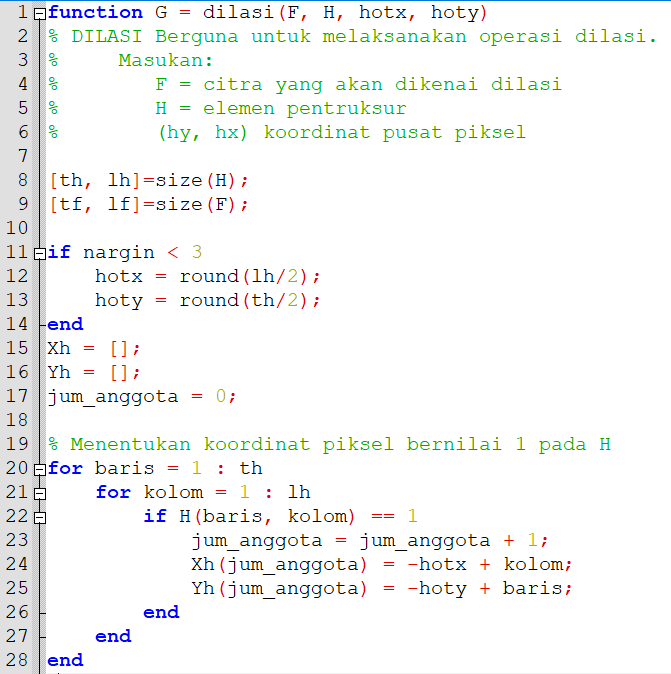 1 function G = dilasi(F, H, hotx, hoty)
2 % DILASI Berguna untuk melaksanakan operasi dilasi.
3 %     Masukan:
4 %        F = citra yang akan dikenai dilasi
5 %        H = elemen pentruksur
6 %        (hy, hx) koordinat pusat piksel
7
8 [th, lh]=size(H);
9 [tf, lf]=size(F);
10
11 if nargin < 3
12     hotx = round(lh/2);
13     hoty = round(th/2);
14 end
15 Xh = [];
16 Yh = [];
17 jum_anggota = 0;
18
19 % Menentukan koordinat piksel bernilai 1 pada H
20 for baris = 1 : th
21     for kolom = 1 : lh
22         if H(baris, kolom) == 1
23             jum_anggota = jum_anggota + 1;
24             Xh(jum_anggota) = -hotx + kolom;
25             Yh(jum_anggota) = -hoty + baris;
26         end
27     end
28 end